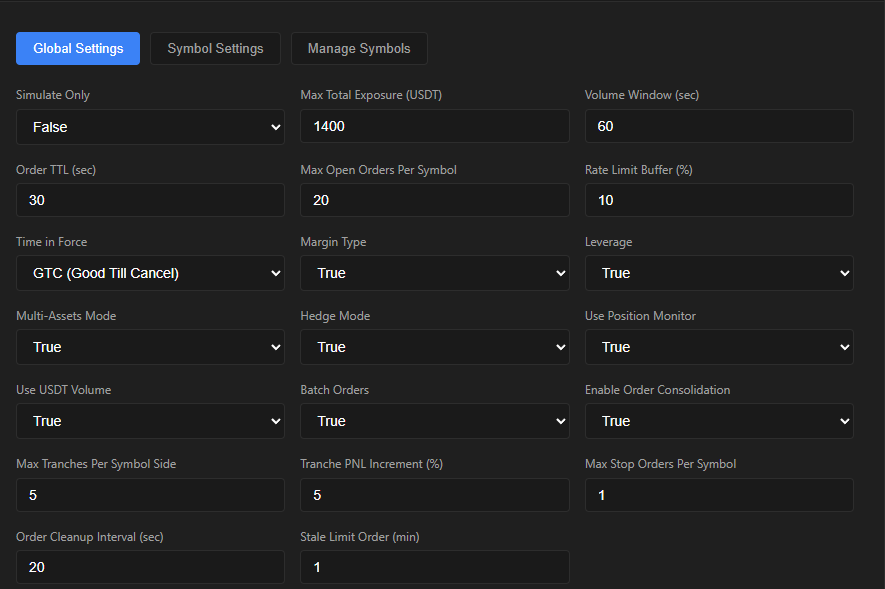 Global Settings Symbol Settings Manage Symbols
Simulate Only Max Total Exposure (USDT) Volume Window (sec)
False 1400 60
Order TTL (sec) Max Open Orders Per Symbol Rate Limit Buffer (%)
30 20 10
Time in Force Margin Type Leverage
GTC (Good Till Cancel) True True
Multi-Assets Mode Hedge Mode Use Position Monitor
True True True
Use USDT Volume Batch Orders Enable Order Consolidation
True True True
Max Tranches Per Symbol Side Tranche PNL Increment (%) Max Stop Orders Per Symbol
5 5 1
Order Cleanup Interval (sec) Stale Limit Order (min)
20 1